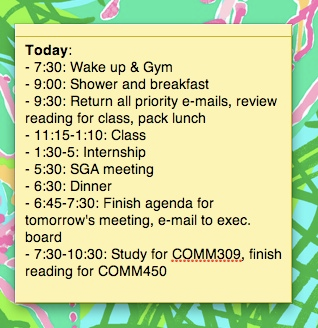 Today:
- 7:30: Wake up & Gym
- 9:00: Shower and breakfast
- 9:30: Return all priority e-mails, review
reading for class, pack lunch
- 11:15-1:10: Class
- 1:30-5: Internship
- 5:30: SGA meeting
- 6:30: Dinner
- 6:45-7:30: Finish agenda for
tomorrow's meeting, e-mail to exec.
board
- 7:30-10:30: Study for COMM309, finish
reading for COMM450